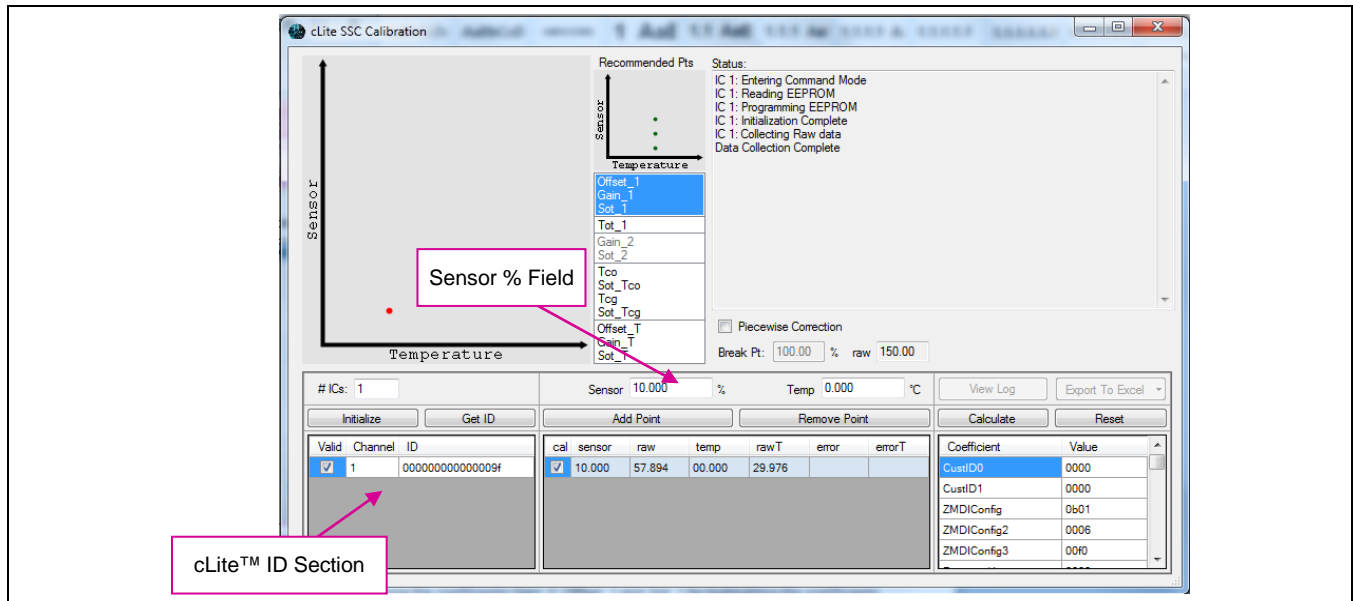 cLite SSC Calibration
Recommended Pts
Sensor
Temperature
Status:
IC 1: Entering Command Mode
IC 1: Reading EEPROM
IC 1: Programming EEPROM
IC 1: Initialization Complete
IC 1: Collecting Raw data
Data Collection Complete
Sensor
Temperature
Offset_1
Gain_1
Sot_1
Tot_1
Gain_2
Sot_2
Tco
Sot_Tco
Tcg
Sot_Tcg
Offset_T
Gain_T
Sot_T
Sensor % Field
Piecewise Correction
Break Pt: 100.00 % raw 150.00
# ICs: 1
Sensor 10.000 % Temp 0.000 °C
View Log Export To Excel
Initialize Get ID
Add Point Remove Point
Calculate Reset
Valid Channel ID
1 000000000000009f
cal sensor raw temp rawT error errorT
10.000 57.894 00.000 29.976
Coefficient Value
CustID0 0000
CustID1 0000
ZMDIConfig 0b01
ZMDIConfig2 0006
ZMDIConfig3 00f0
cLite™ ID Section